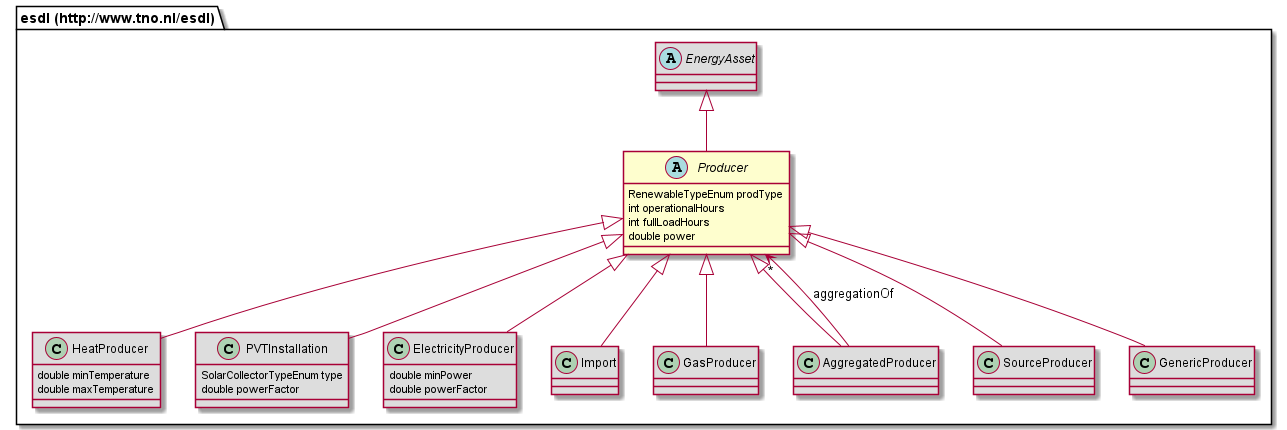 esdl (http://www.tno.nl/esdl)
A EnergyAsset
A Producer
RenewableTypeEnum prodType
int operationalHours
int fullLoadHours
double power
*
aggregationOf
C HeatProducer
double minTemperature
double maxTemperature
C PVTInstallation
SolarCollectorTypeEnum type
double powerFactor
C ElectricityProducer
double minPower
double powerFactor
C Import
C GasProducer
C AggregatedProducer
C SourceProducer
C GenericProducer